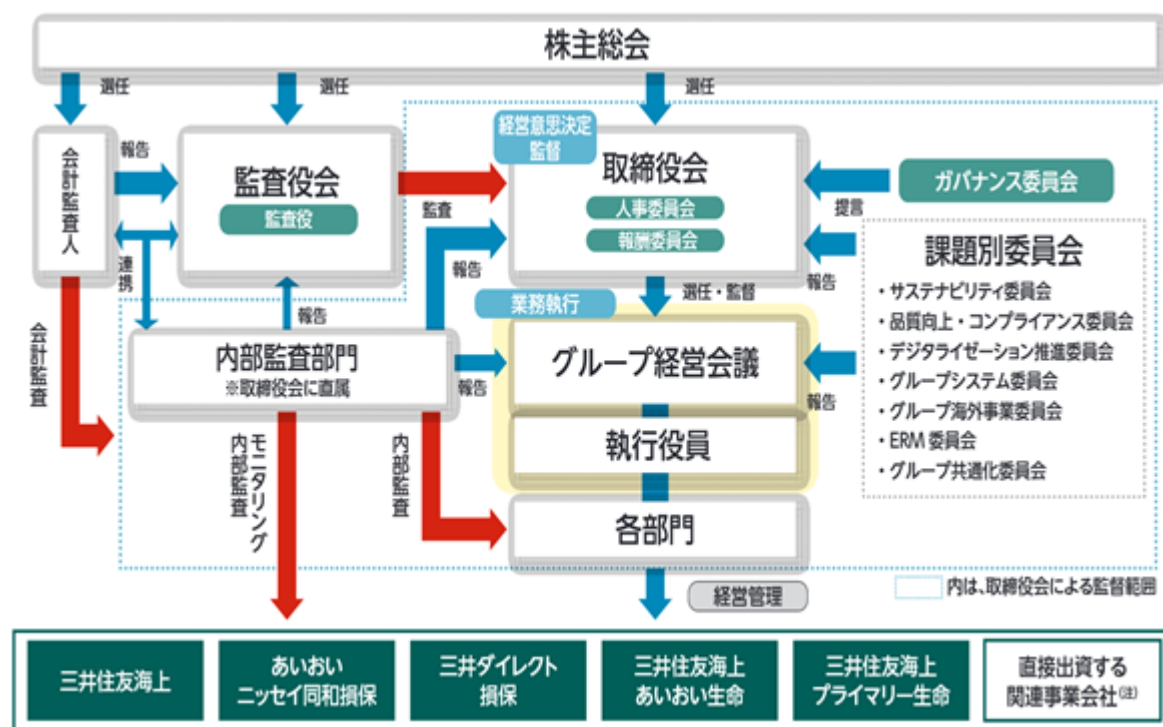 株主総会
選任
選任
選任
会計監査人
報告
監査役会
監査役
監査
経営意思決定
監督
取締役会
人事委員会
報酬委員会
ガバナンス委員会
提言
連携
報告
報告
選任・監督
報告
課題別委員会
・サステナビリティ委員会
・品質向上・コンプライアンス委員会
・デジタライゼーション推進委員会
・グループシステム委員会
・グループ海外事業委員会
・ERM 委員会
・グループ共通化委員会
会計監査
内部監査部門
※取締役会に直属
報告
業務執行
グループ経営会議
報告
執行役員
モニタリング
内部監査
内部監査
各部門
経営管理
内は、取締役会による監督範囲
三井住友海上
あいおい
ニッセイ同和損保
三井ダイレクト
損保
三井住友海上
あいおい生命
三井住友海上
プライマリー生命
直接出資する
関連事業会社(注)